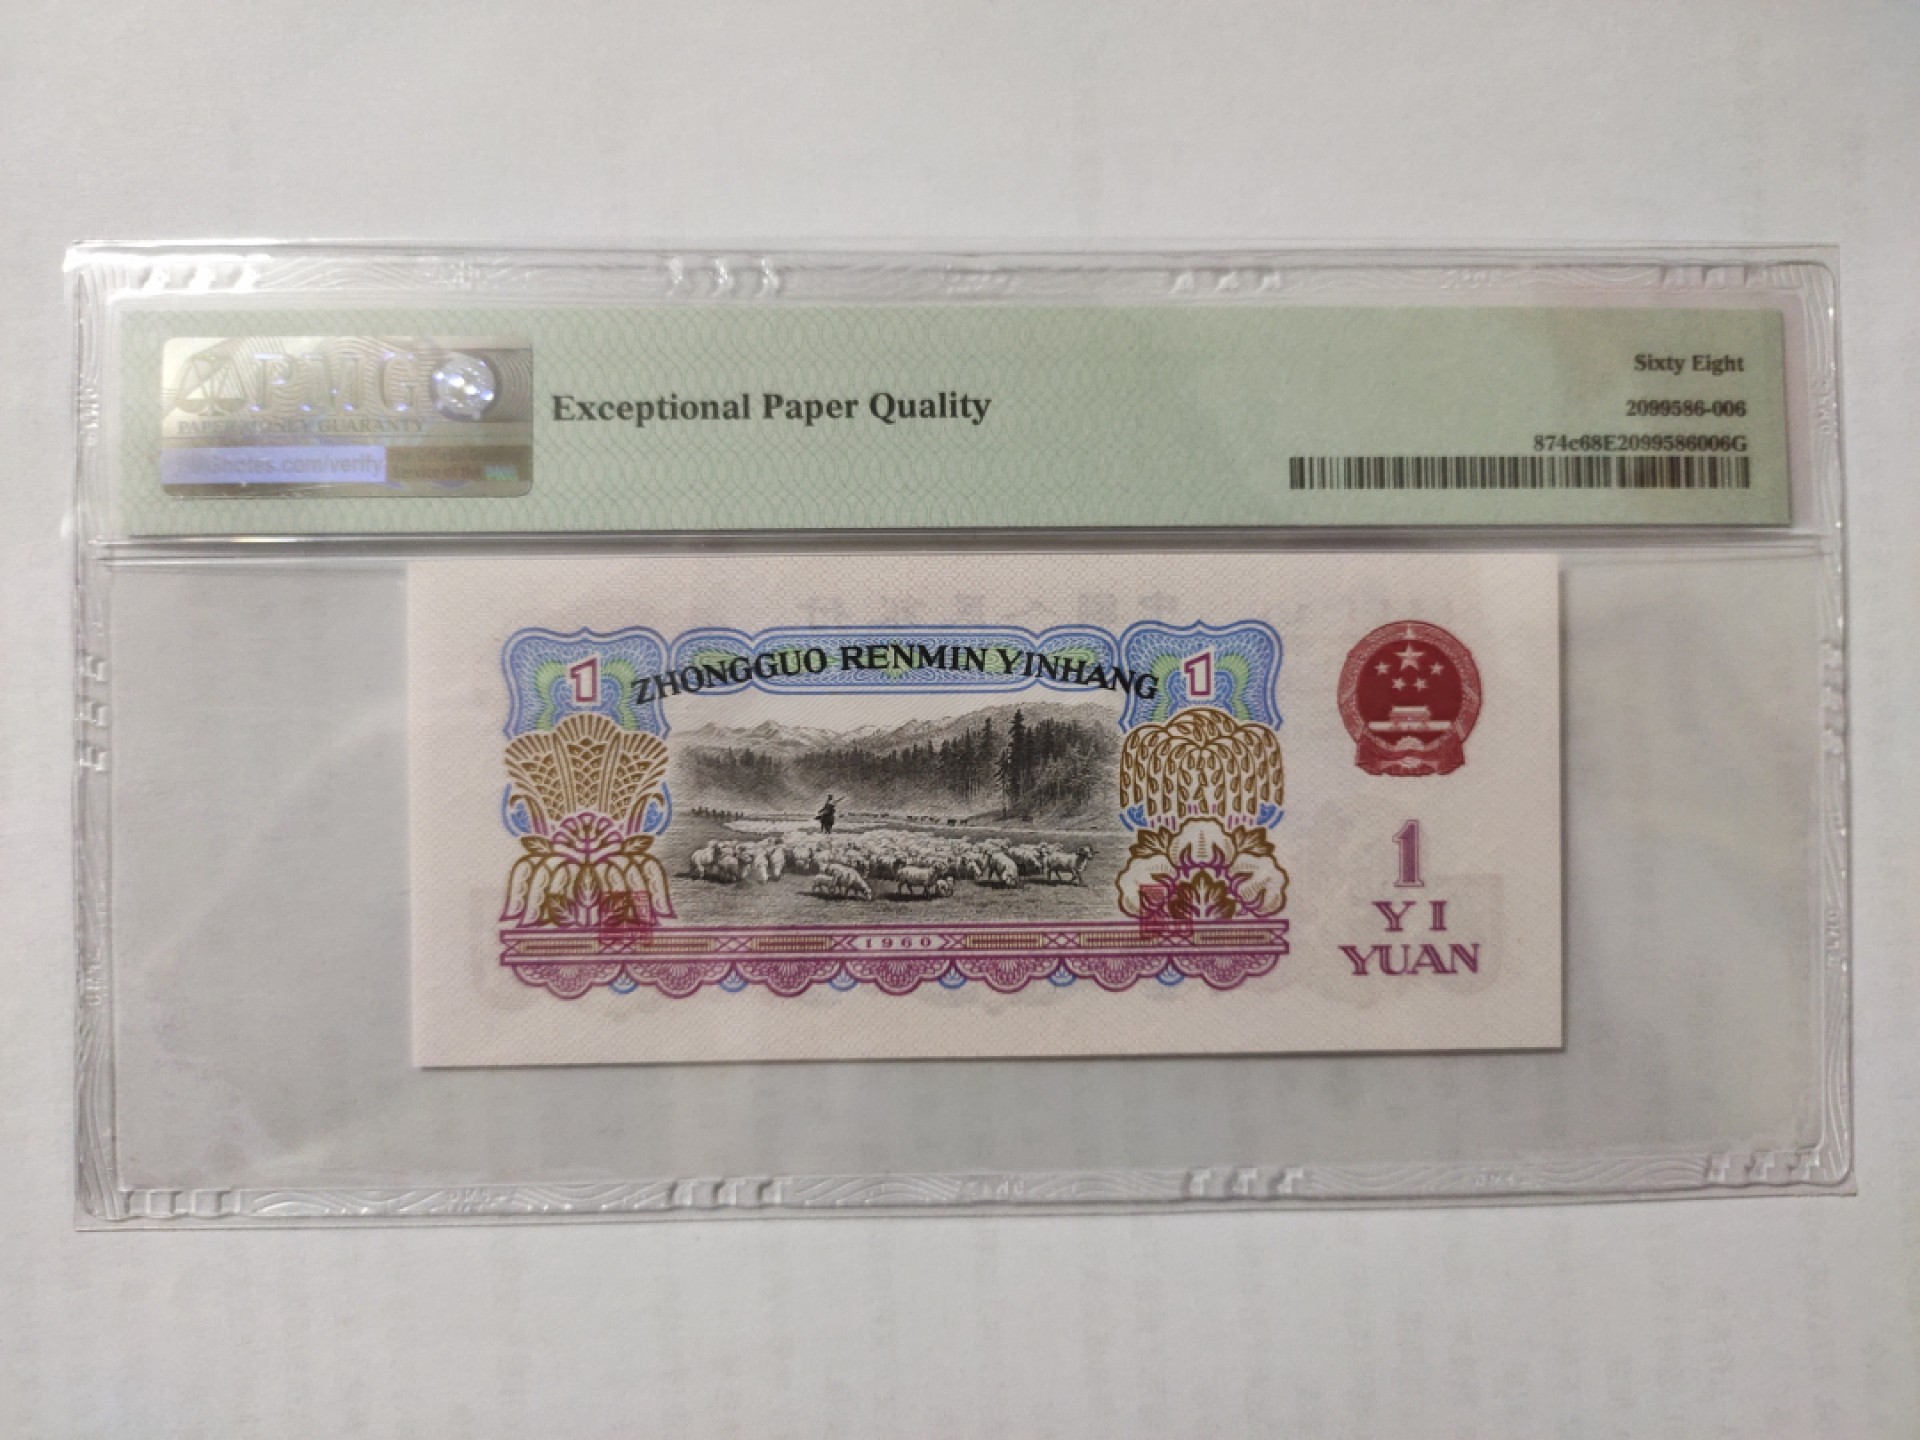 PMG
PAPER MONEY GUARANTY
Exceptional Paper Quality
Sixty Eight
2099586-006
874c68E2099586006G
1
ZHONGGUO RENMIN YINHANG
1
1960
1
YI
YUAN